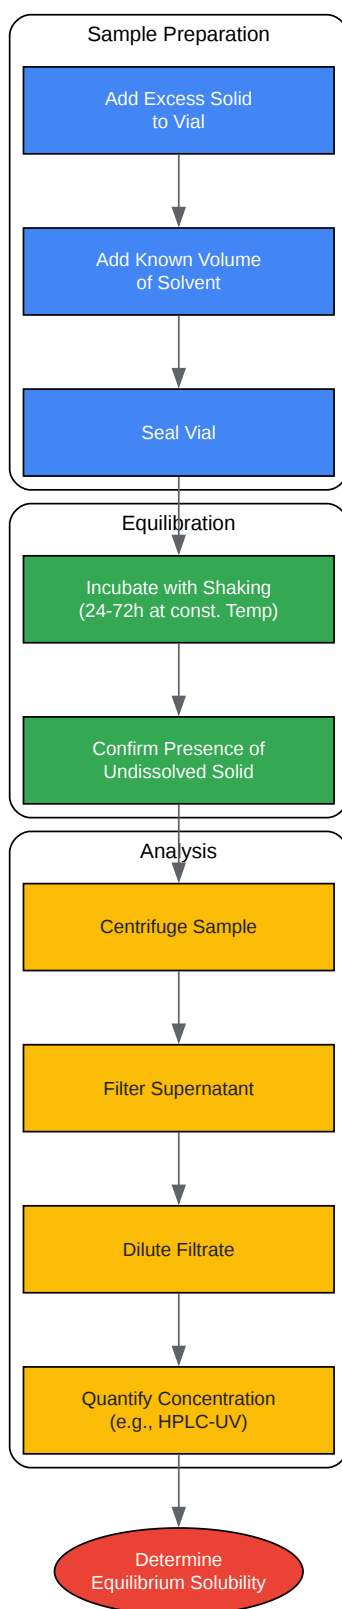 Sample Preparation
Add Excess Solid
to Vial
Add Known Volume
of Solvent
Seal Vial
Equilibration
Incubate with Shaking
(24-72h at const. Temp)
Confirm Presence of
Undissolved Solid
Analysis
Centrifuge Sample
Filter Supernatant
Dilute Filtrate
Quantify Concentration
(e.g., HPLC-UV)
Determine
Equilibrium Solubility